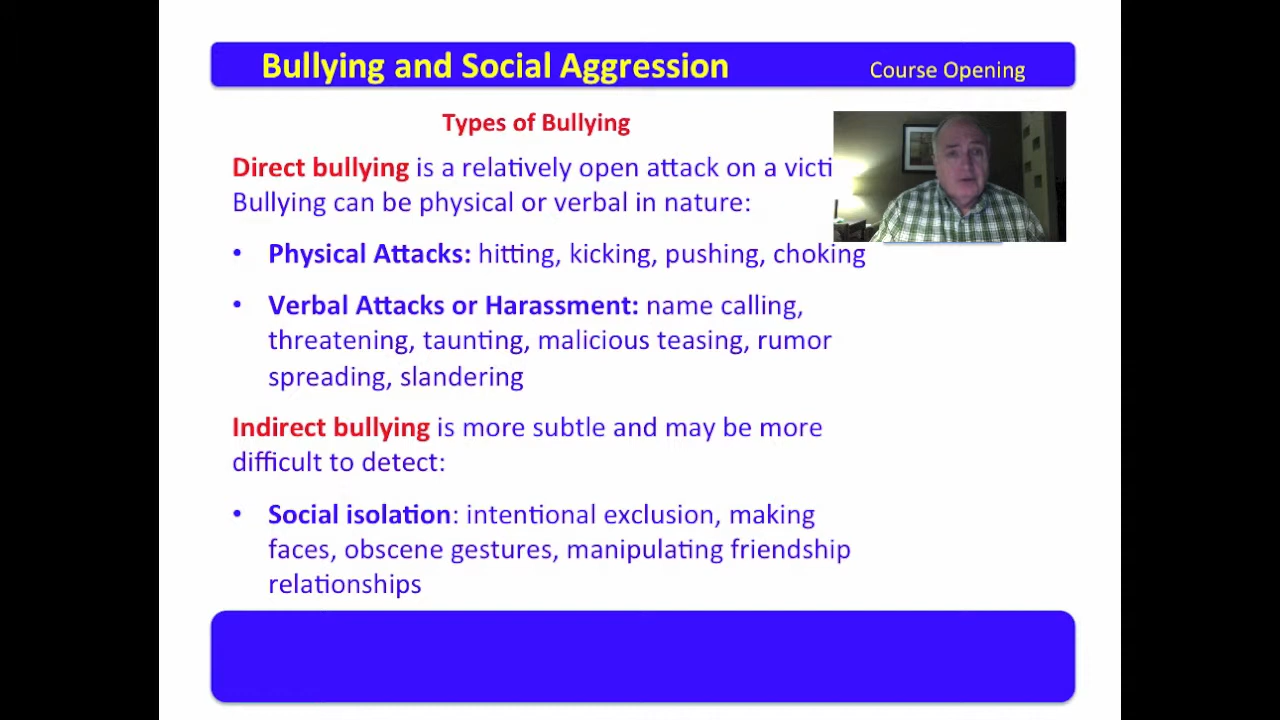 Bullying and Social Aggression
Course Opening
Types of Bullying
Direct bullying is a relatively open attack on a
Bullying can be physical or verbal in nature:
• Physical Attacks: hitting, kicking, pushing, choking
• Verbal Attacks or Harassment: name calling,
threatening, taunting, malicious teasing, rumor
spreading, slandering
Indirect bullying is more subtle and may be more
difficult to detect:
• Social isolation: intentional exclusion, making
faces, obscene gestures, manipulating friendship
relationships